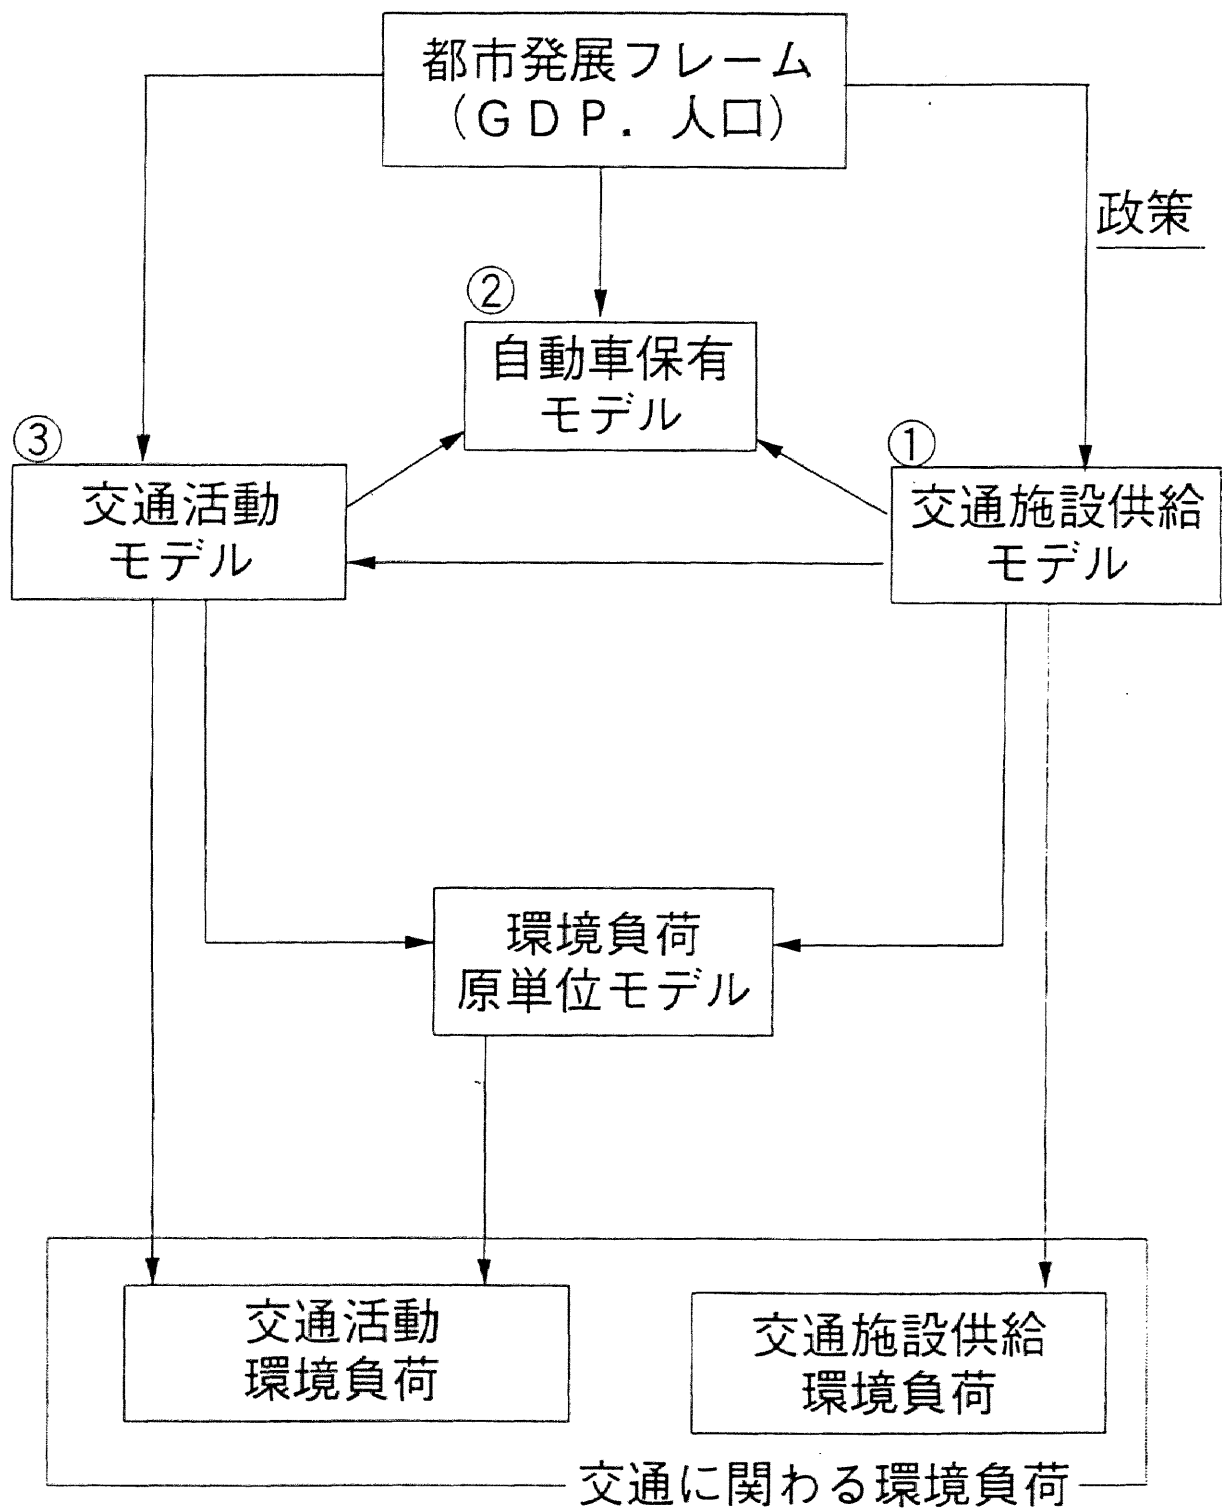 都市発展フレーム
(GDP. 人口)
政策
②
自動車保有
モデル
③
交通活動
モデル
①
交通施設供給
モデル
環境負荷
原単位モデル
交通活動
環境負荷
交通施設供給
環境負荷
交通に関わる環境負荷